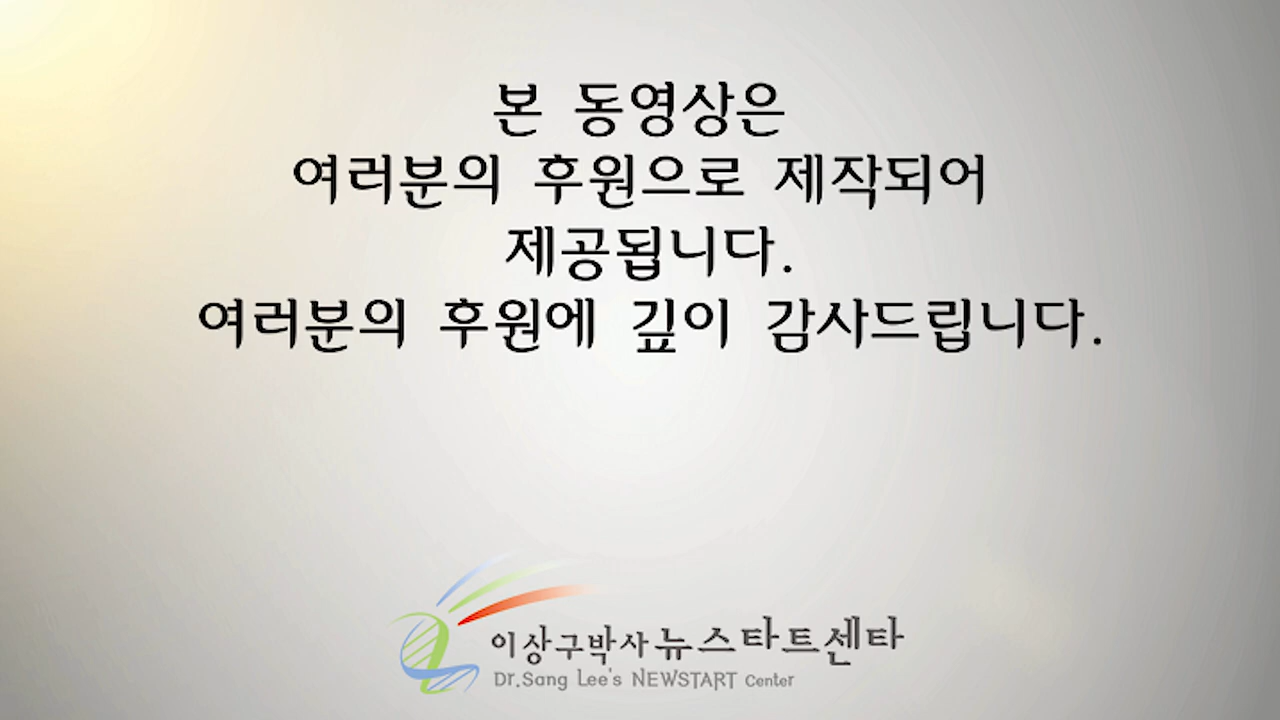 본 동영상은
여러분의 후원으로 제작되어
제공됩니다.
여러분의 후원에 깊이 감사드립니다.
이상구박사 뉴스타트센타
Dr.Sang Lee's NEWSTART Center